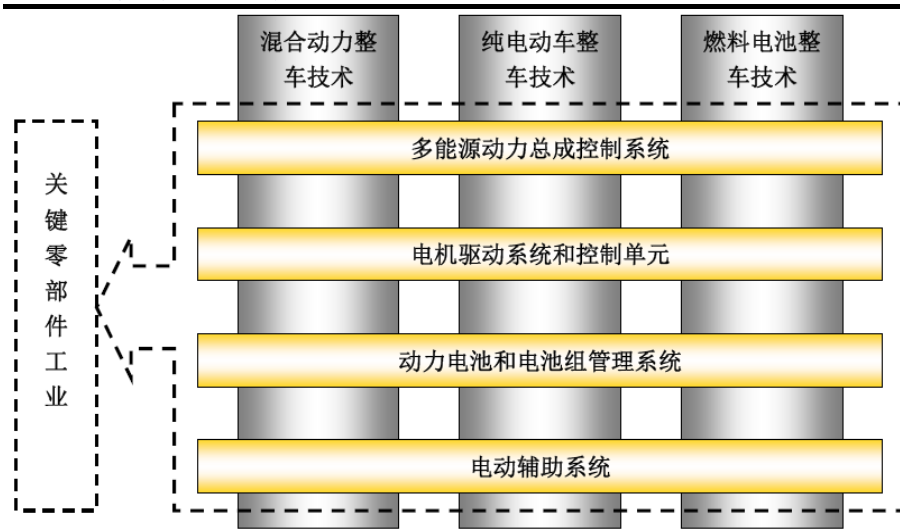 混合动力整
车技术
纯电动车整
车技术
燃料电池整
车技术
多能源动力总成控制系统
电机驱动系统和控制单元
动力电池和电池组管理系统
电动辅助系统
关
键
零
部
件
工
业